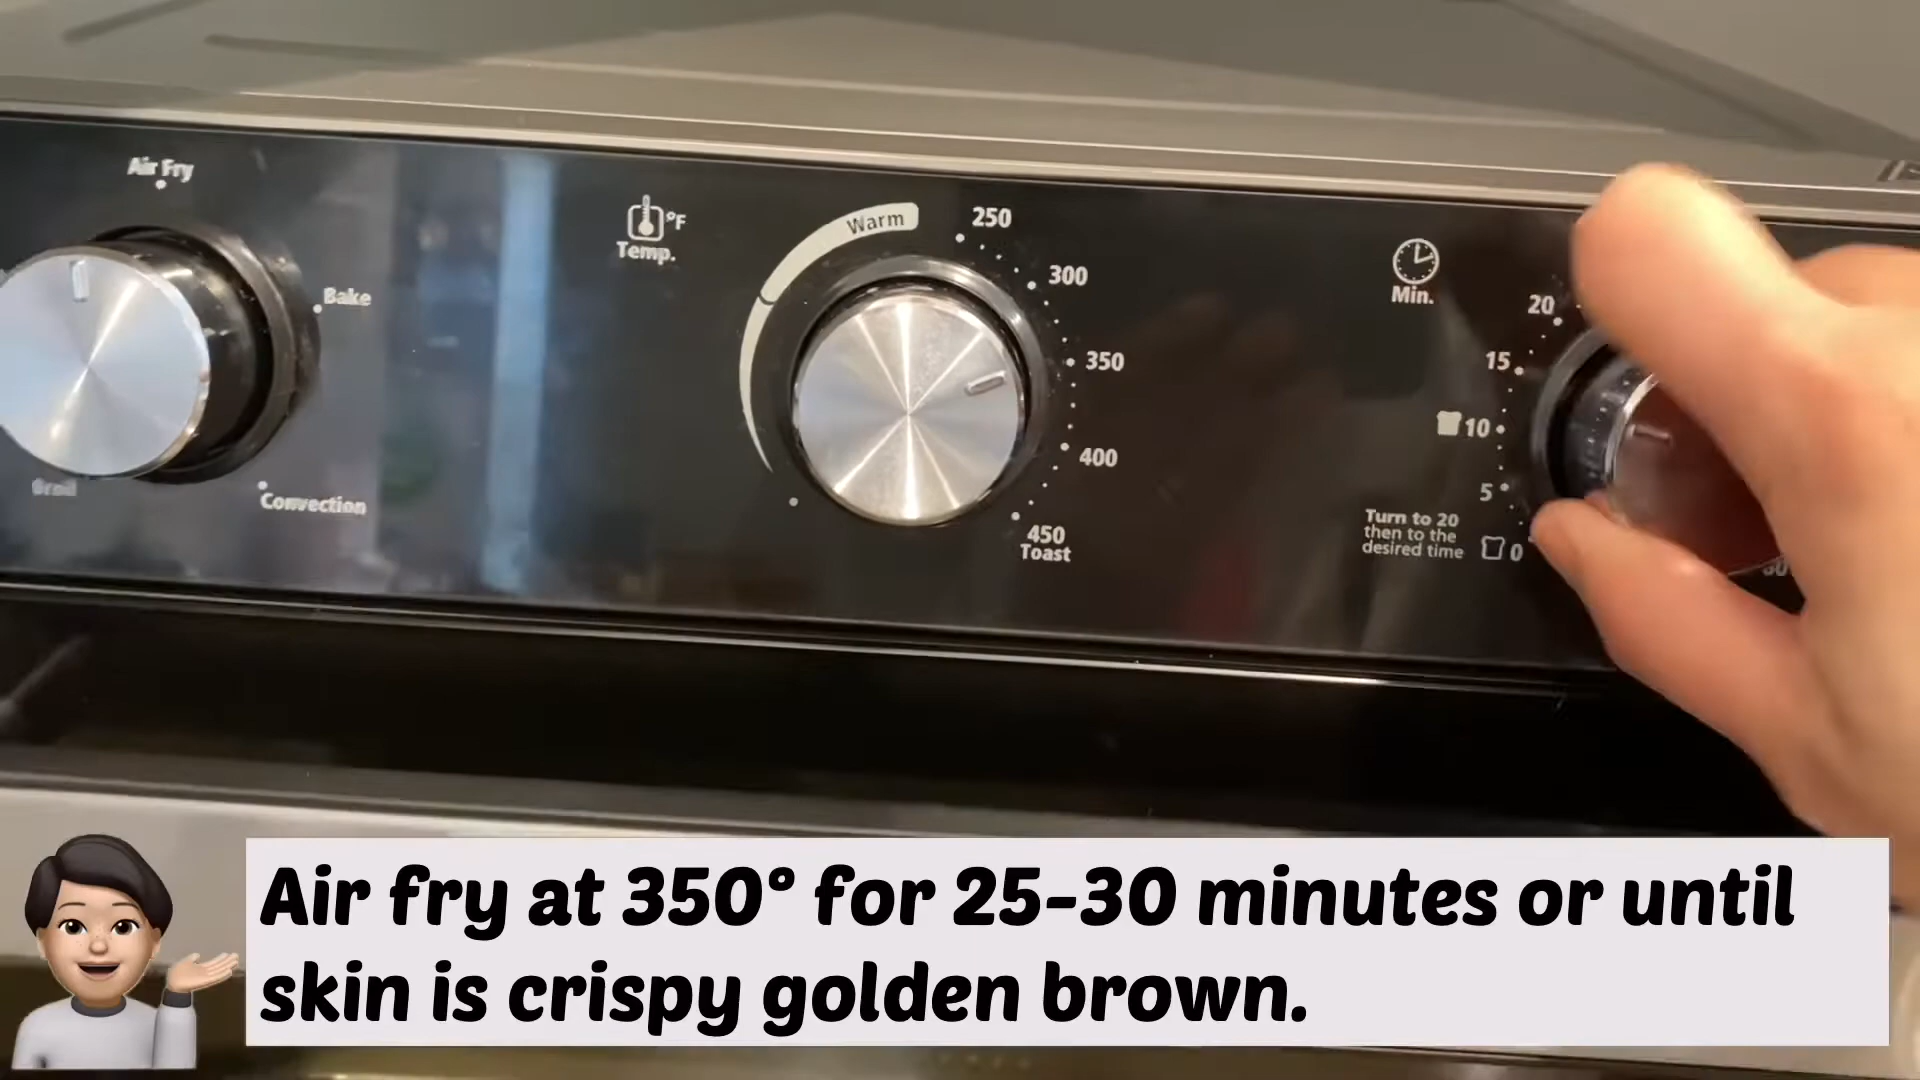 Air Fry
Bake
Broil
Convection
°F
Temp.
Warm
250
300
350
400
450
Toast
Min.
20
15
10
5
0
Turn to 20
then to the
desired time
Air fry at 350° for 25-30 minutes or until
skin is crispy golden brown.